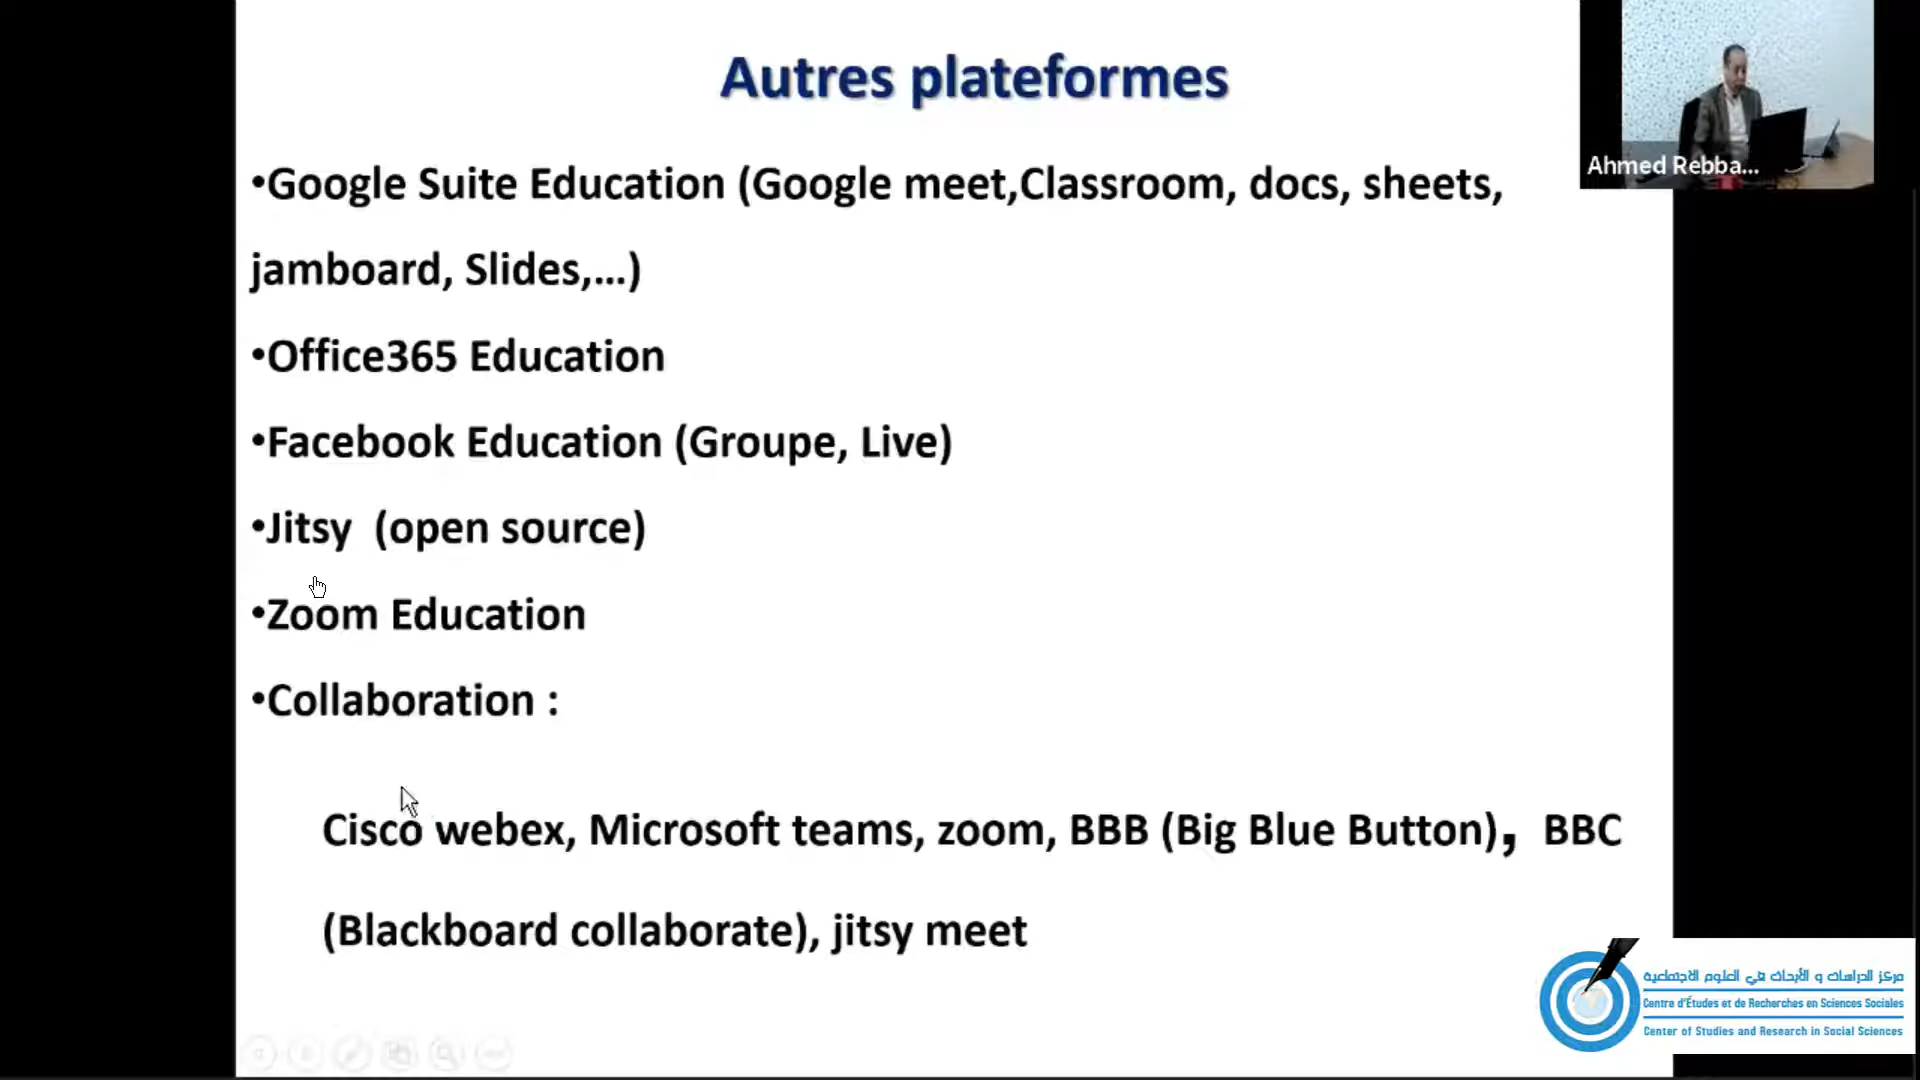 Autres plateformes
Ahmed Rebba...
•Google Suite Education (Google meet,Classroom, docs, sheets,
jamboard, Slides,...)
•Office365 Education
•Facebook Education (Groupe, Live)
•Jitsy (open source)
•Zoom Education
•Collaboration :
Cisco webex, Microsoft teams, zoom, BBB (Big Blue Button), BBC
(Blackboard collaborate), jitsy meet
مركز الدراسات و الأبحاث في العلوم الاجتماعية
Centre d'Études et de Recherches en Sciences Sociales
Center of Studies and Research in Social Sciences